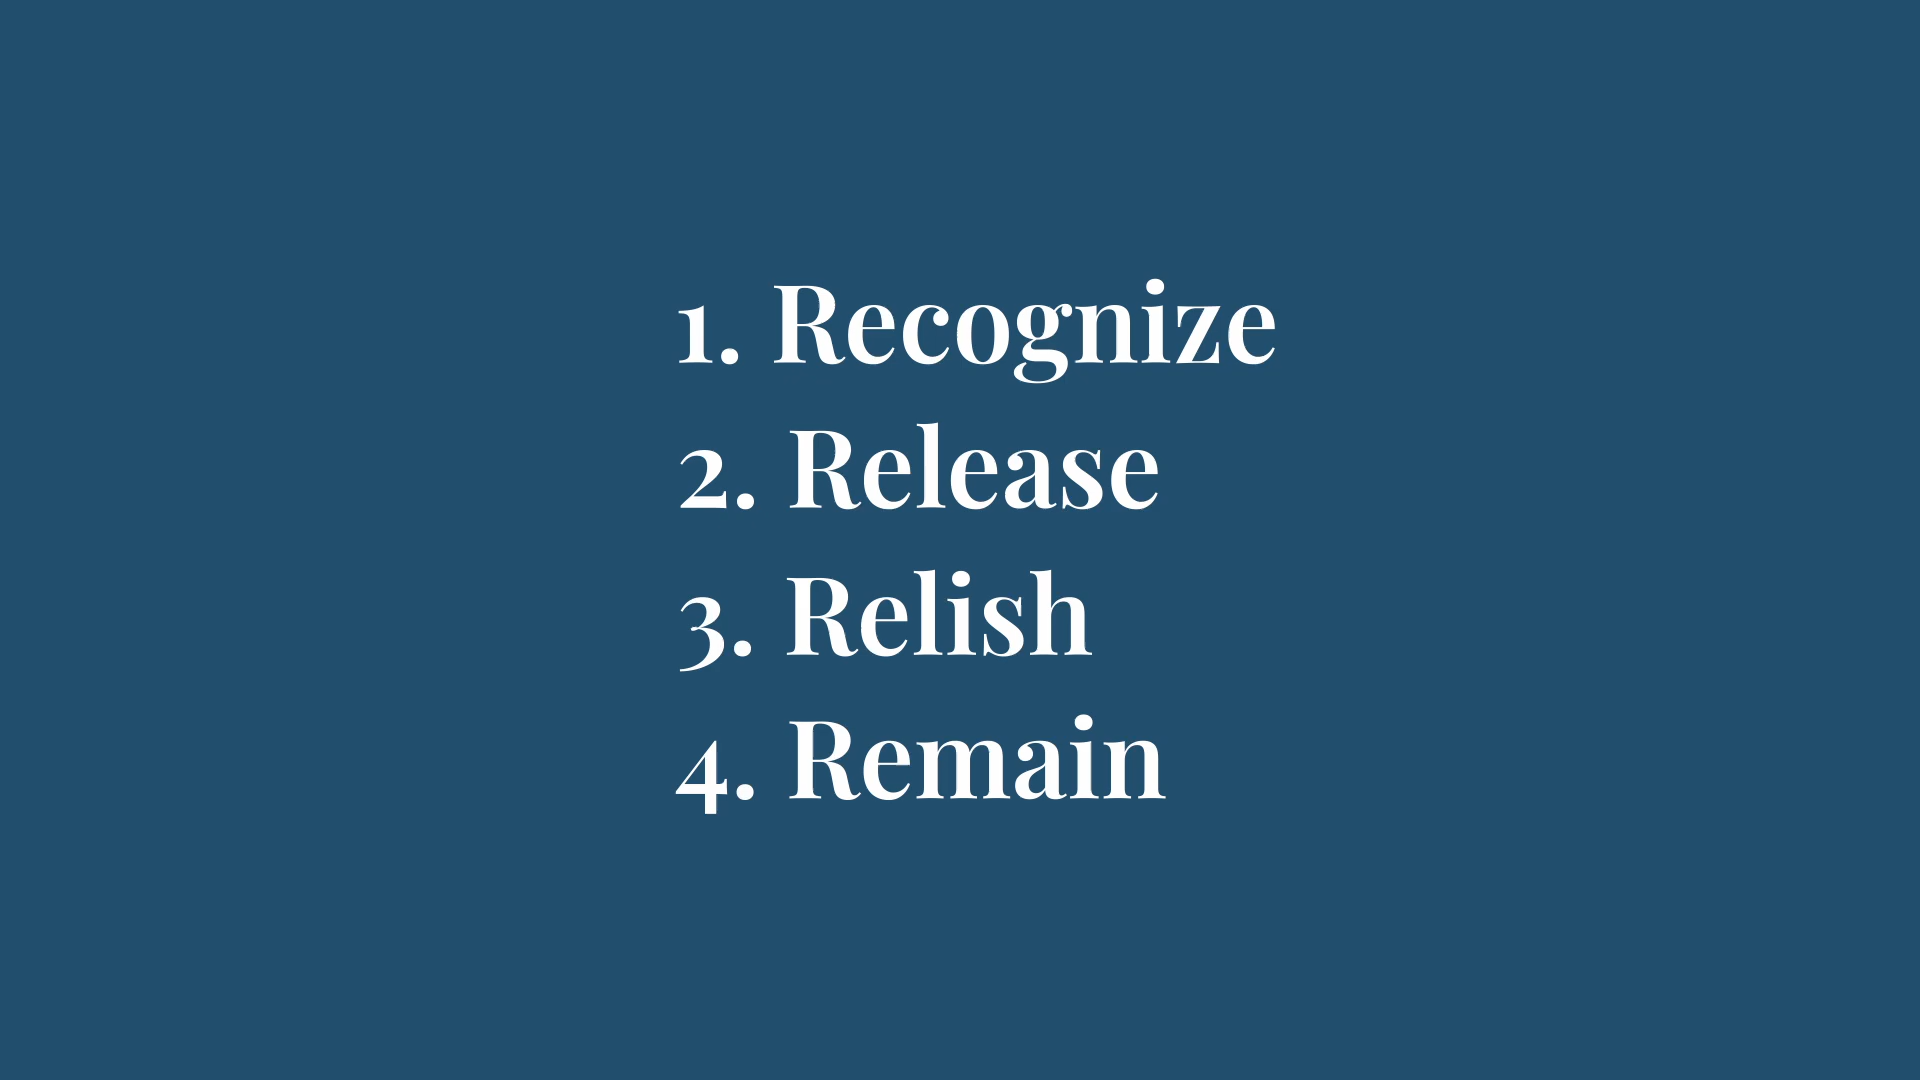 1. Recognize
2. Release
3. Relish
4. Remain